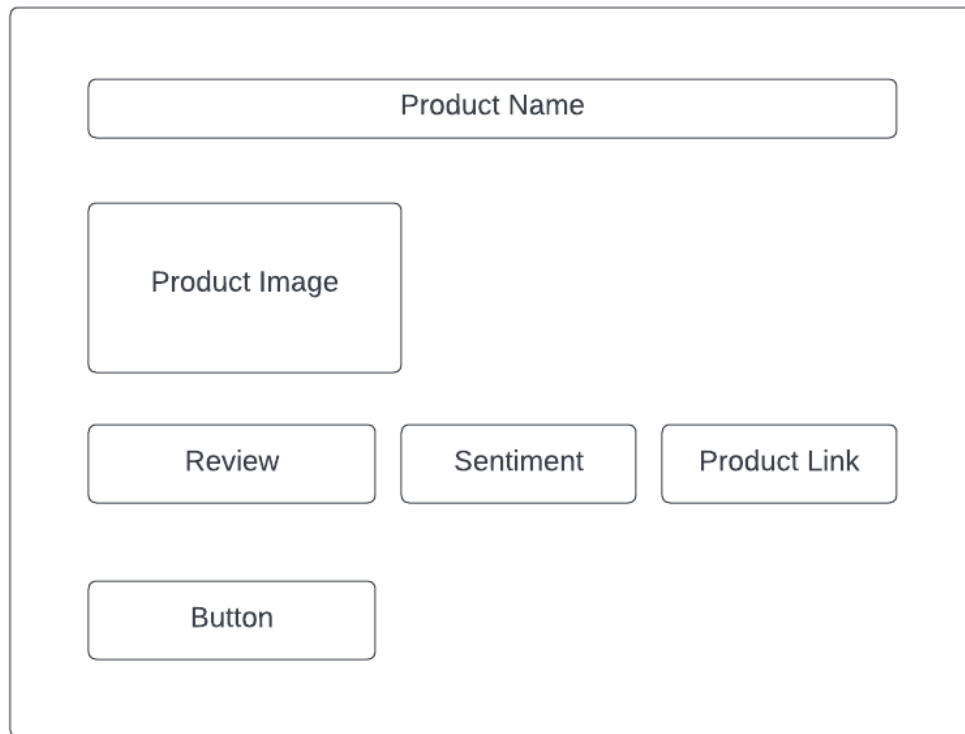 Product Name
Product Image
Review
Sentiment
Product Link
Button